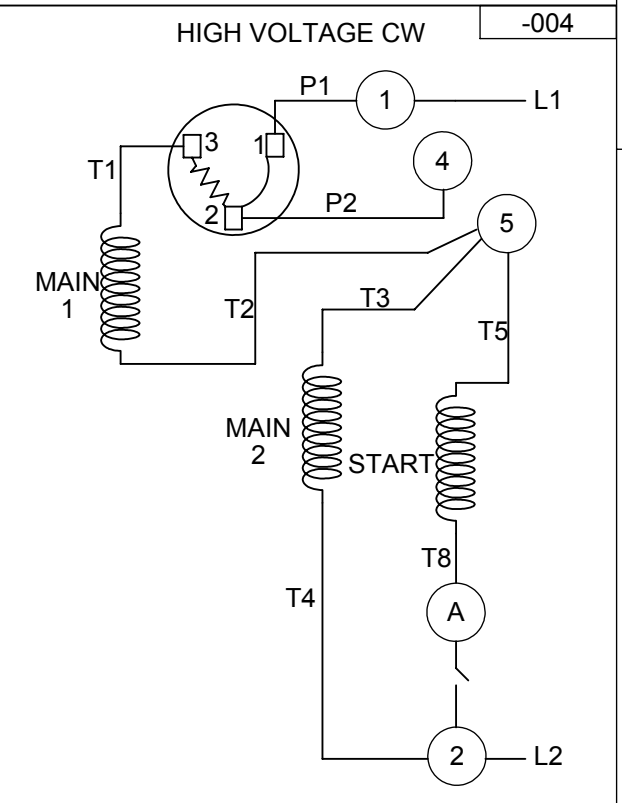 HIGH VOLTAGE CW
-004
P1
1
L1
3
1
T1
4
2
P2
5
MAIN
1
T2
T3
T5
MAIN
2
START
T8
T4
A
2
L2